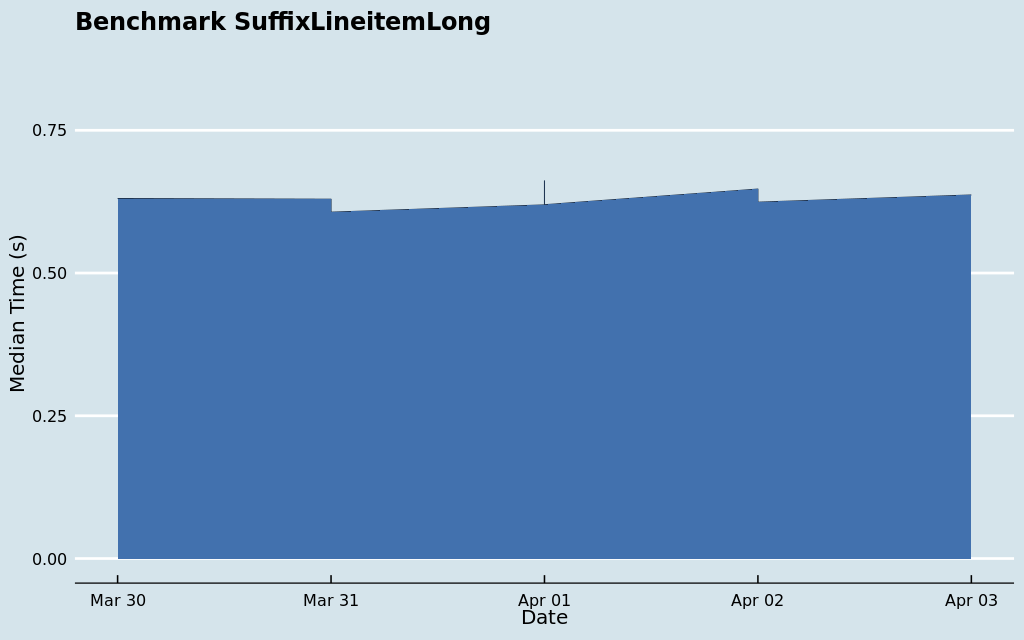 Benchmark SuffixLineitemLong
Median Time (s)
0.75
0.50
0.25
0.00
Mar 30 Mar 31 Apr 01 Apr 02 Apr 03
Date